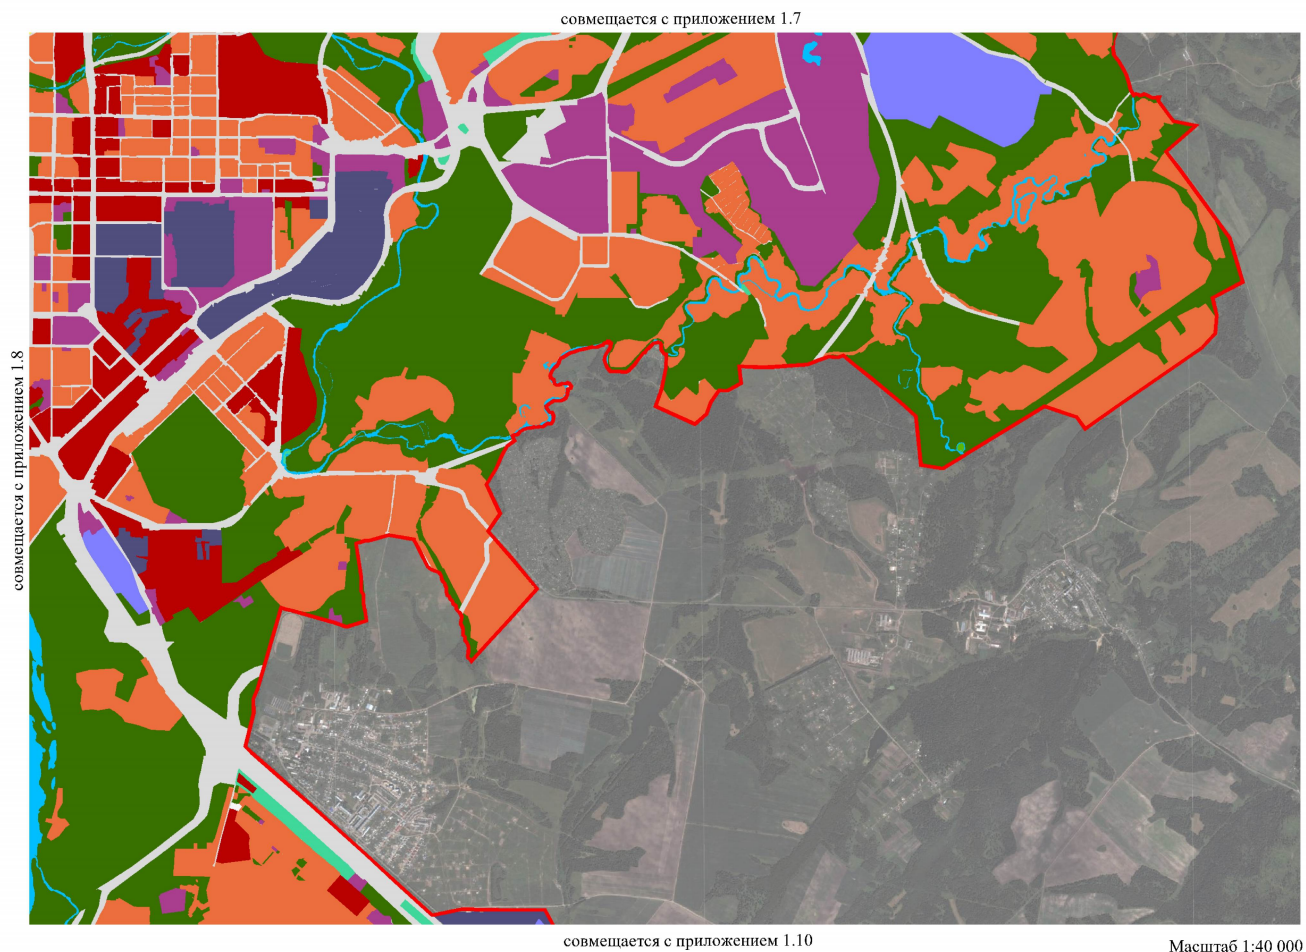 совмещается с приложением 1.7
совмещается с приложением 1.8
совмещается с приложением 1.10
Масштаб 1:40 000